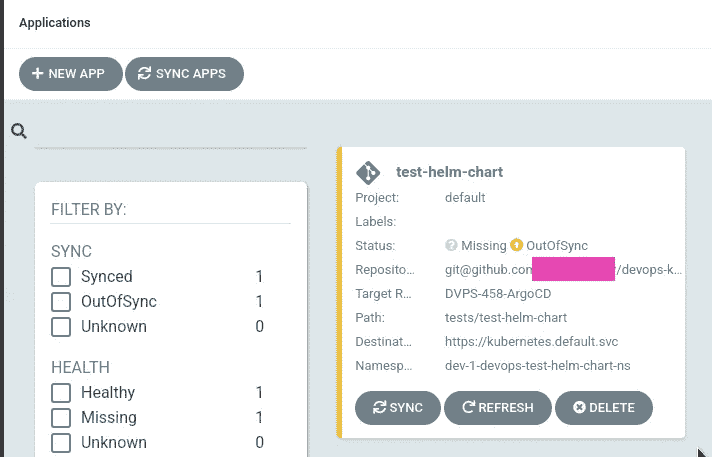 Applications
NEW APP
SYNC APPS
FILTER BY:
SYNC
Synced 1
OutOfSync 1
Unknown 0
HEALTH
Healthy 1
Missing 1
Unknown 0
test-helm-chart
Project: default
Labels:
Status: Missing OutOfSync
Reposito... git@github.com /devops-k...
Target R... DVPS-458-ArgoCD
Path: tests/test-helm-chart
Destinat... https://kubernetes.default.svc
Namesp... dev-1-devops-test-helm-chart-ns
SYNC REFRESH DELETE